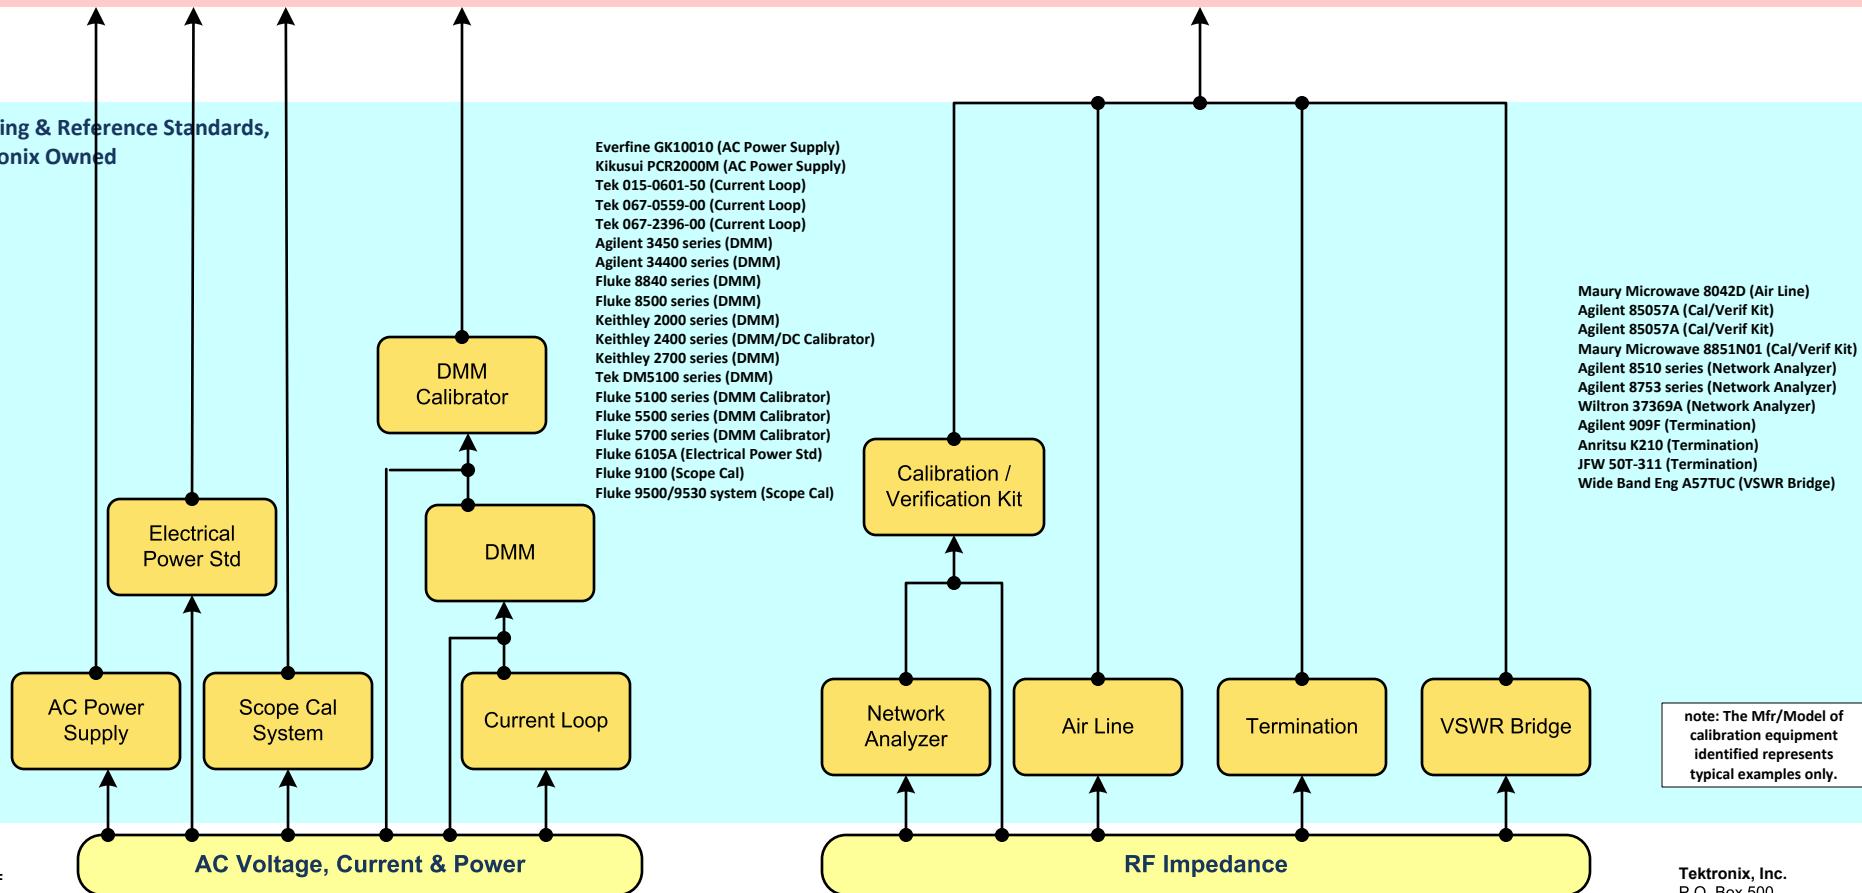 ing & Reference Standards,
onix Owned
Everfine GK10010 (AC Power Supply)
Kikusui PCR2000M (AC Power Supply)
Tek 015-0601-50 (Current Loop)
Tek 067-0559-00 (Current Loop)
Tek 067-2396-00 (Current Loop)
Agilent 3450 series (DMM)
Agilent 34400 series (DMM)
Fluke 8840 series (DMM)
Fluke 8500 series (DMM)
Keithley 2000 series (DMM)
Keithley 2400 series (DMM/DC Calibrator)
Keithley 2700 series (DMM)
Tek DM5100 series (DMM)
Fluke 5100 series (DMM Calibrator)
Fluke 5500 series (DMM Calibrator)
Fluke 5700 series (DMM Calibrator)
Fluke 6105A (Electrical Power Std)
Fluke 9100 (Scope Cal)
Fluke 9500/9530 system (Scope Cal)
Maury Microwave 8042D (Air Line)
Agilent 85057A (Cal/Verif Kit)
Agilent 85057A (Cal/Verif Kit)
Maury Microwave 8851N01 (Cal/Verif Kit)
Agilent 8510 series (Network Analyzer)
Agilent 8753 series (Network Analyzer)
Wiltron 37369A (Network Analyzer)
Agilent 909F (Termination)
Anritsu K210 (Termination)
JFW 50T-311 (Termination)
Wide Band Eng A57TUC (VSWR Bridge)
DMM
Calibrator
Electrical
Power Std
DMM
Calibration /
Verification Kit
AC Power
Supply
Scope Cal
System
Current Loop
Network
Analyzer
Air Line
Termination
VSWR Bridge
note: The Mfr/Model of
calibration equipment
identified represents
typical examples only.
AC Voltage, Current & Power
RF Impedance
Tektronix, Inc.
P.O. Box 500